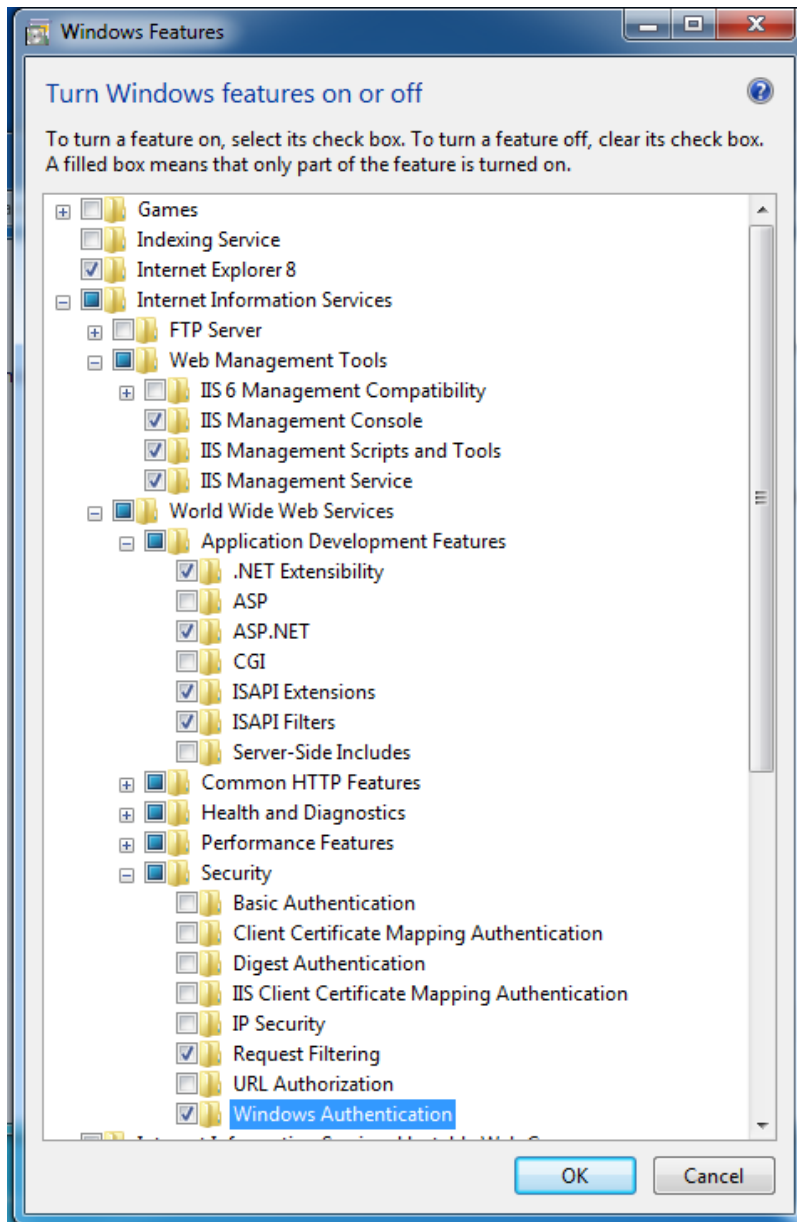 Windows Features
Turn Windows features on or off
To turn a feature on, select its check box. To turn a feature off, clear its check box.
A filled box means that only part of the feature is turned on.
Games
Indexing Service
Internet Explorer 8
Internet Information Services
FTP Server
Web Management Tools
IIS 6 Management Compatibility
IIS Management Console
IIS Management Scripts and Tools
IIS Management Service
World Wide Web Services
Application Development Features
.NET Extensibility
ASP
ASP.NET
CGI
ISAPI Extensions
ISAPI Filters
Server-Side Includes
Common HTTP Features
Health and Diagnostics
Performance Features
Security
Basic Authentication
Client Certificate Mapping Authentication
Digest Authentication
IIS Client Certificate Mapping Authentication
IP Security
Request Filtering
URL Authorization
Windows Authentication
OK Cancel